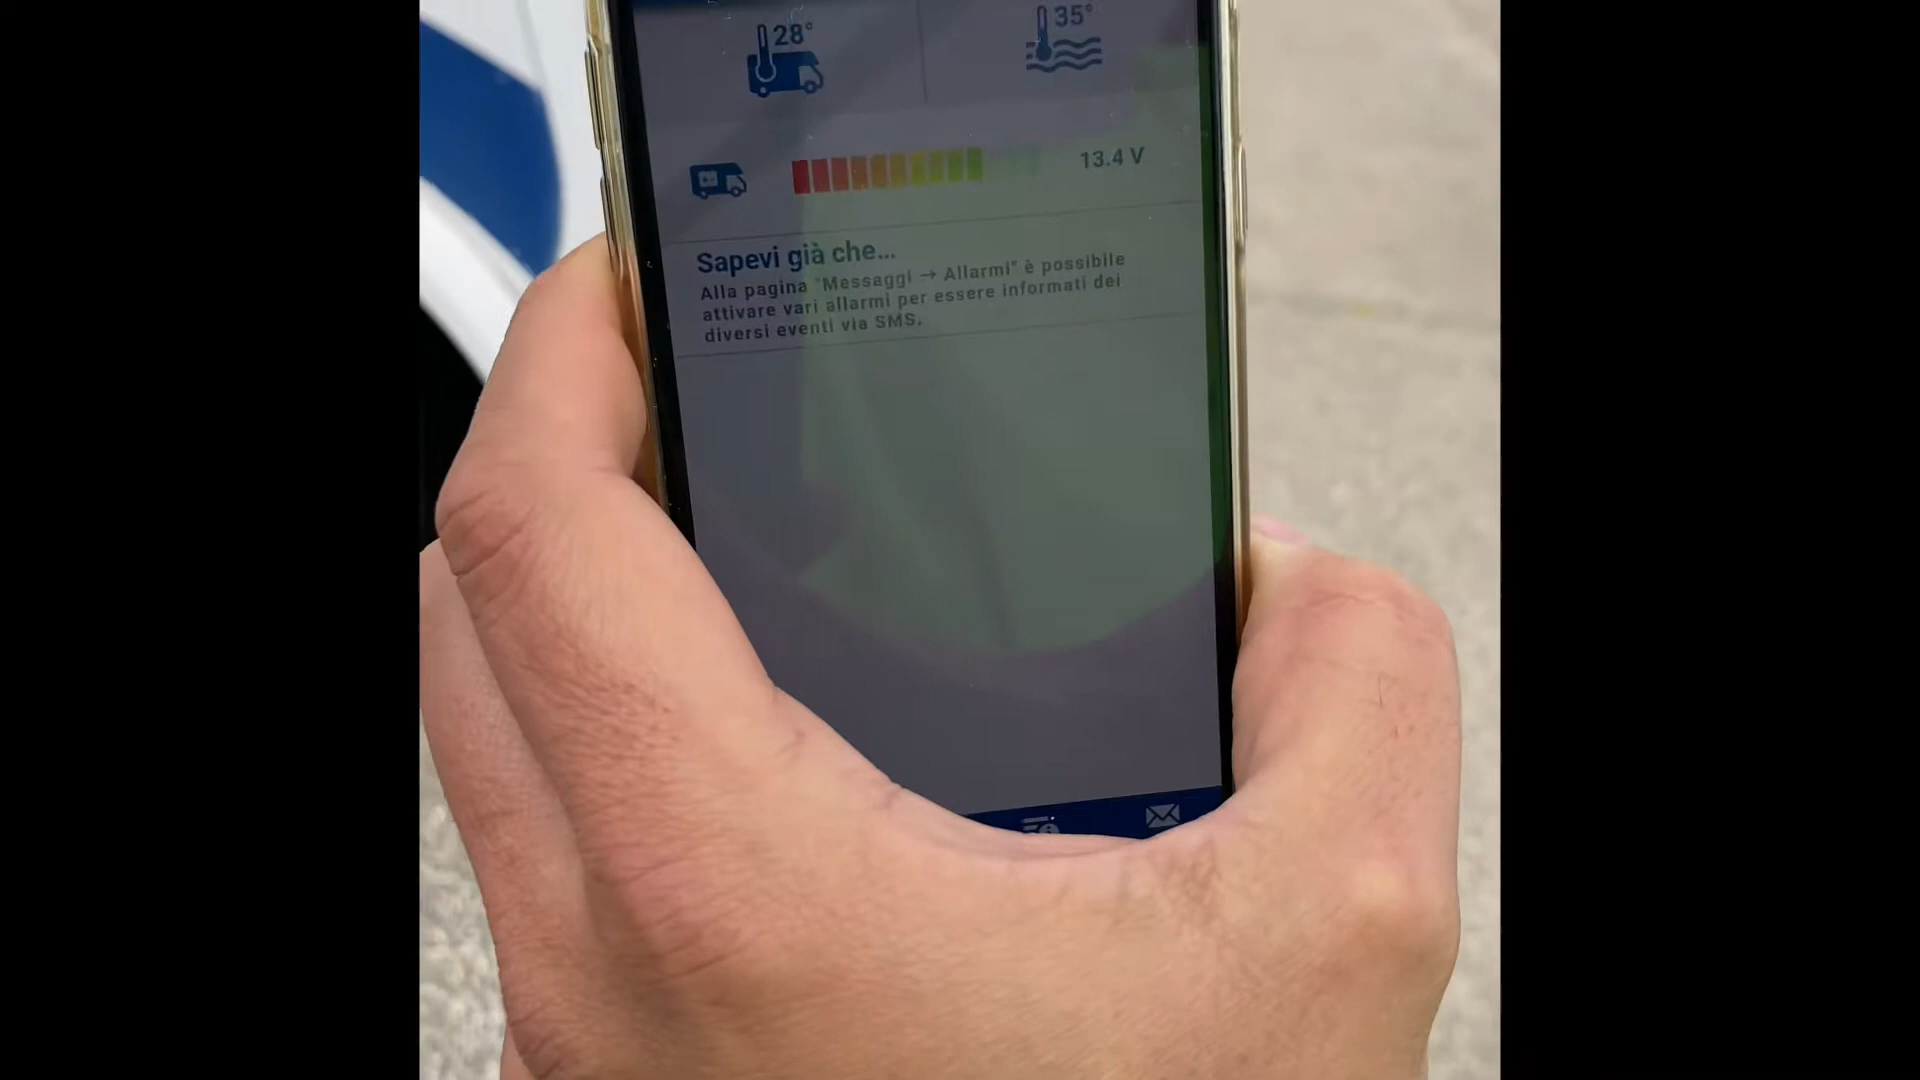 28°
35°
13.4 V
Sapevi già che...
Alla pagina "Messaggi → Allarmi" è possibile
attivare vari allarmi per essere informati dei
diversi eventi via SMS.